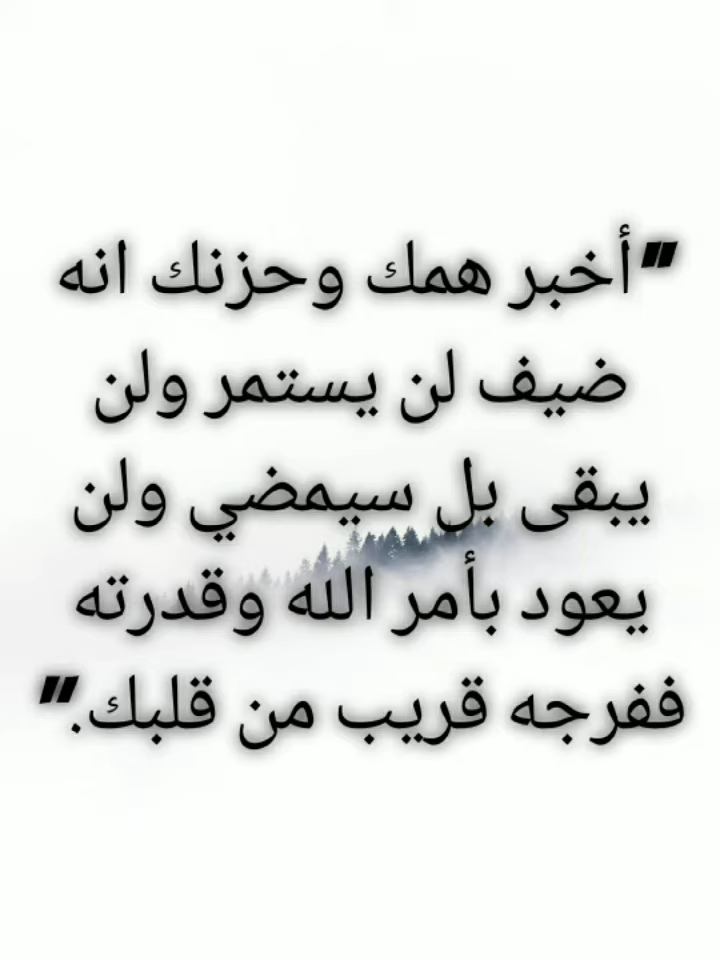 "أخبر همك وحزنك انه
ضيف لن يستمر ولن
يبقى بل سيمضي ولن
يعود بأمر الله وقدرته
ففرجه قريب من قلبك."